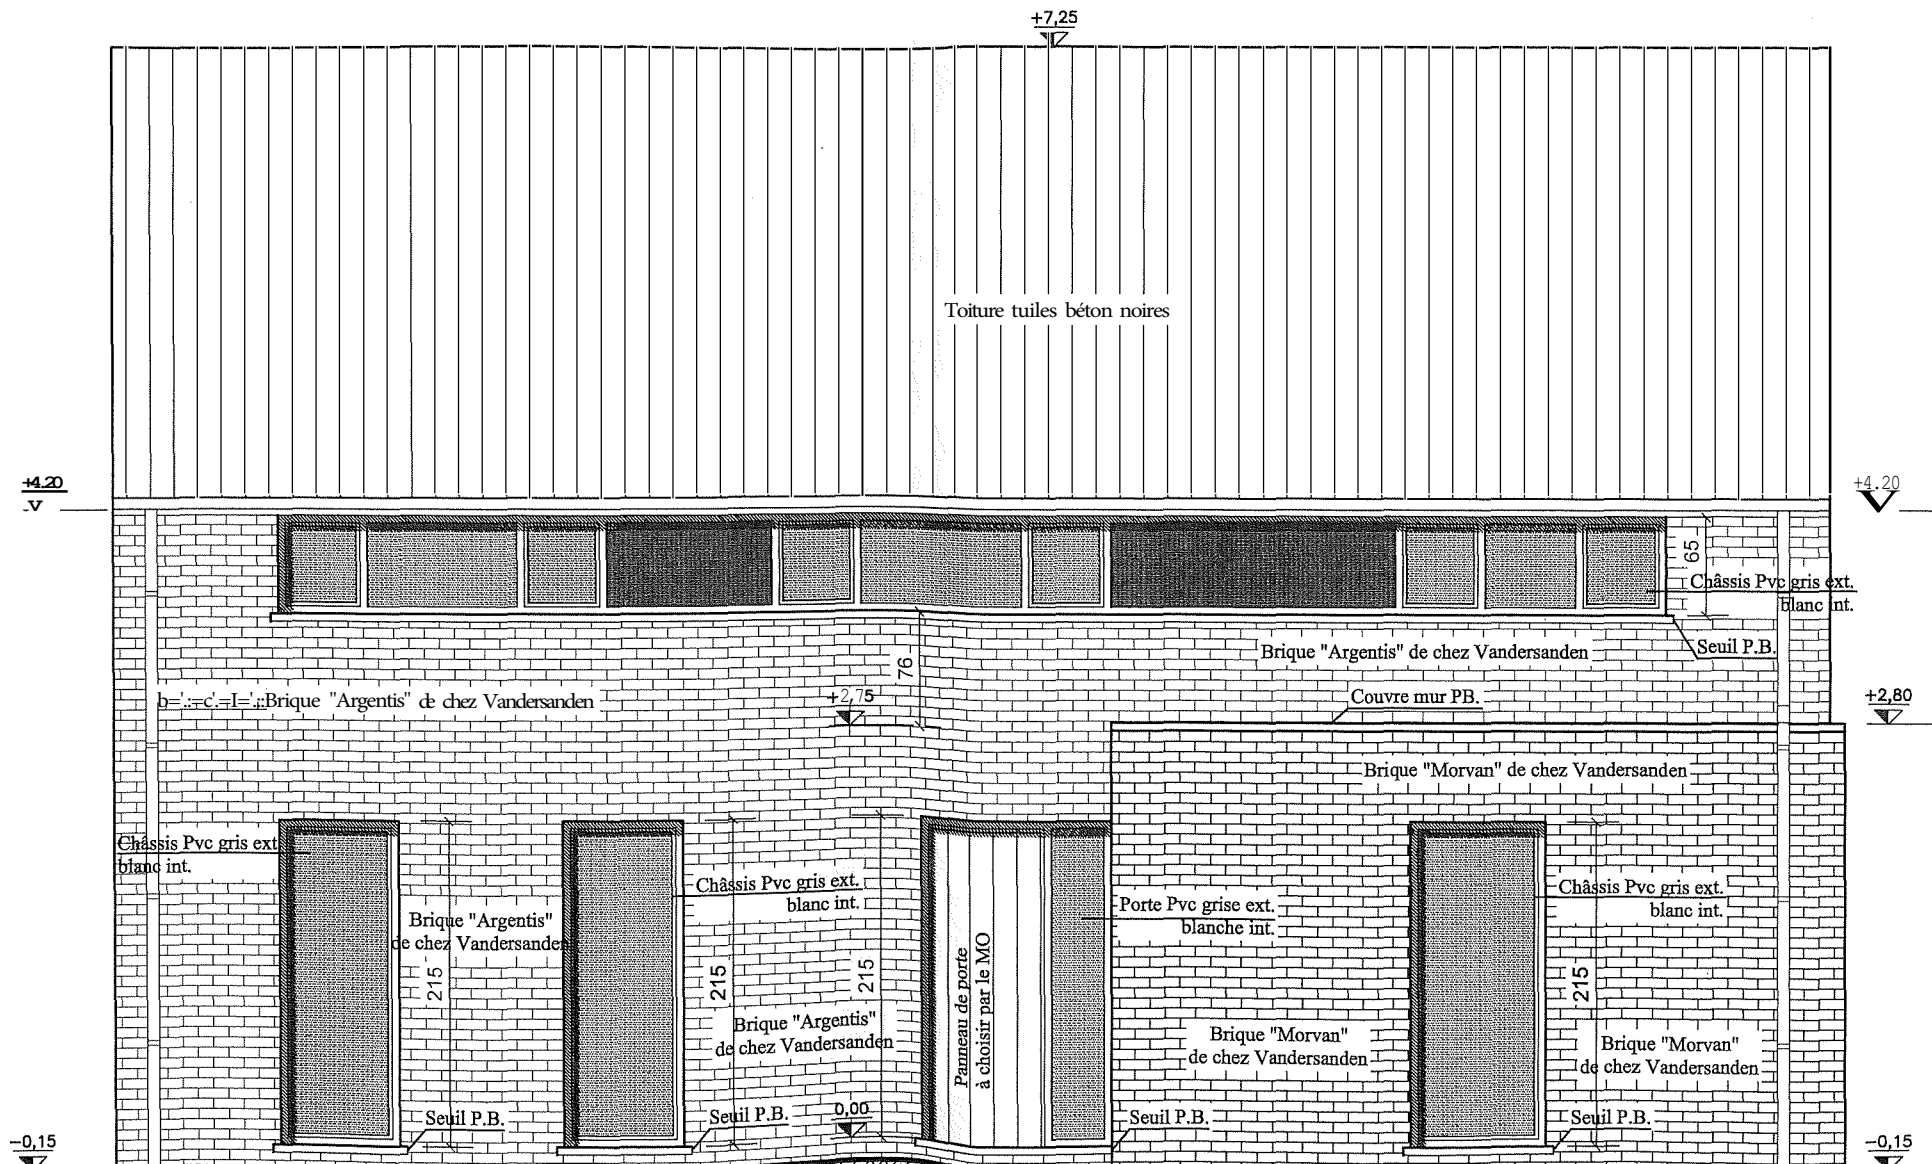 +7,25
Toiture tuiles béton noires
+4.20
V
+4.20
65
Châssis Pvc gris ext.
blanc int.
Seuil P.B.
Brique "Argentis" de chez Vandersanden
76
b='.:=c'.=I='.;:Brique "Argentis" de chez Vandersanden
+2,75
Couvre mur PB.
+2,80
Brique "Morvan" de chez Vandersanden
Châssis Pvc gris ext.
blanc int.
Brique "Argentis"
de chez Vandersanden
215
Châssis Pvc gris ext.
blanc int.
215
Brique "Argentis"
de chez Vandersanden
215
Panneau de porte
à choisir par le MO
Porte Pvc grise ext.
blanche int.
Brique "Morvan"
de chez Vandersanden
Châssis Pvc gris ext.
blanc int.
215
Brique "Morvan"
de chez Vandersanden
Seuil P.B.
Seuil P.B.
0,00
Seuil P.B.
Seuil P.B.
-0,15
-0,15